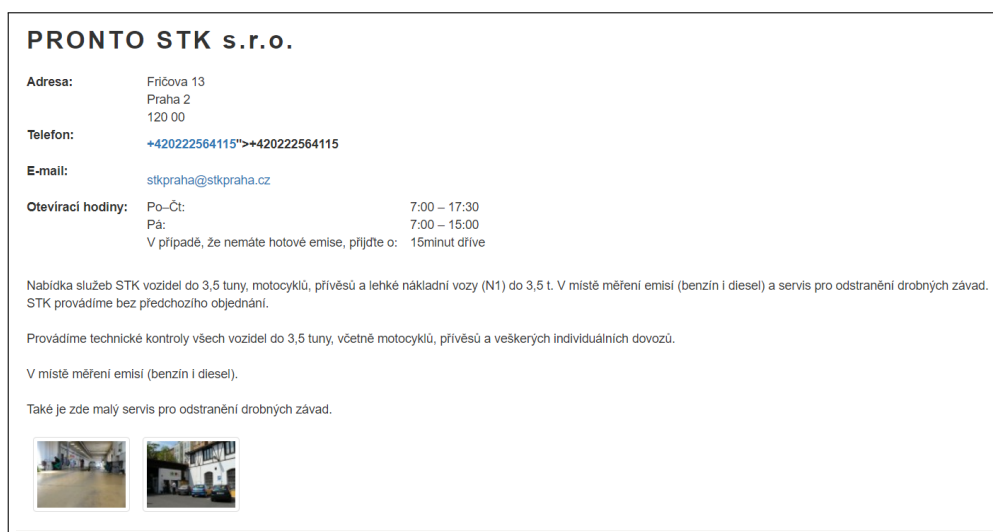 PRONTO STK s.r.o.
Adresa: Fričova 13
Praha 2
120 00
Telefon: +420222564115">+420222564115
E-mail: stkpraha@stkpraha.cz
Otevírací hodiny: Po–Čt: 7:00 – 17:30
Pá: 7:00 – 15:00
V případě, že nemáte hotové emise, přijďte o: 15minut dříve
Nabídka služeb STK vozidel do 3,5 tuny, motocyklů, přívěsů a lehké nákladní vozy (N1) do 3,5 t. V místě měření emisí (benzín i diesel) a servis pro odstranění drobných závad.
STK provádíme bez předchozího objednání.
Provádíme technické kontroly všech vozidel do 3,5 tuny, včetně motocyklů, přívěsů a veškerých individuálních dovozů.
V místě měření emisí (benzín i diesel).
Také je zde malý servis pro odstranění drobných závad.